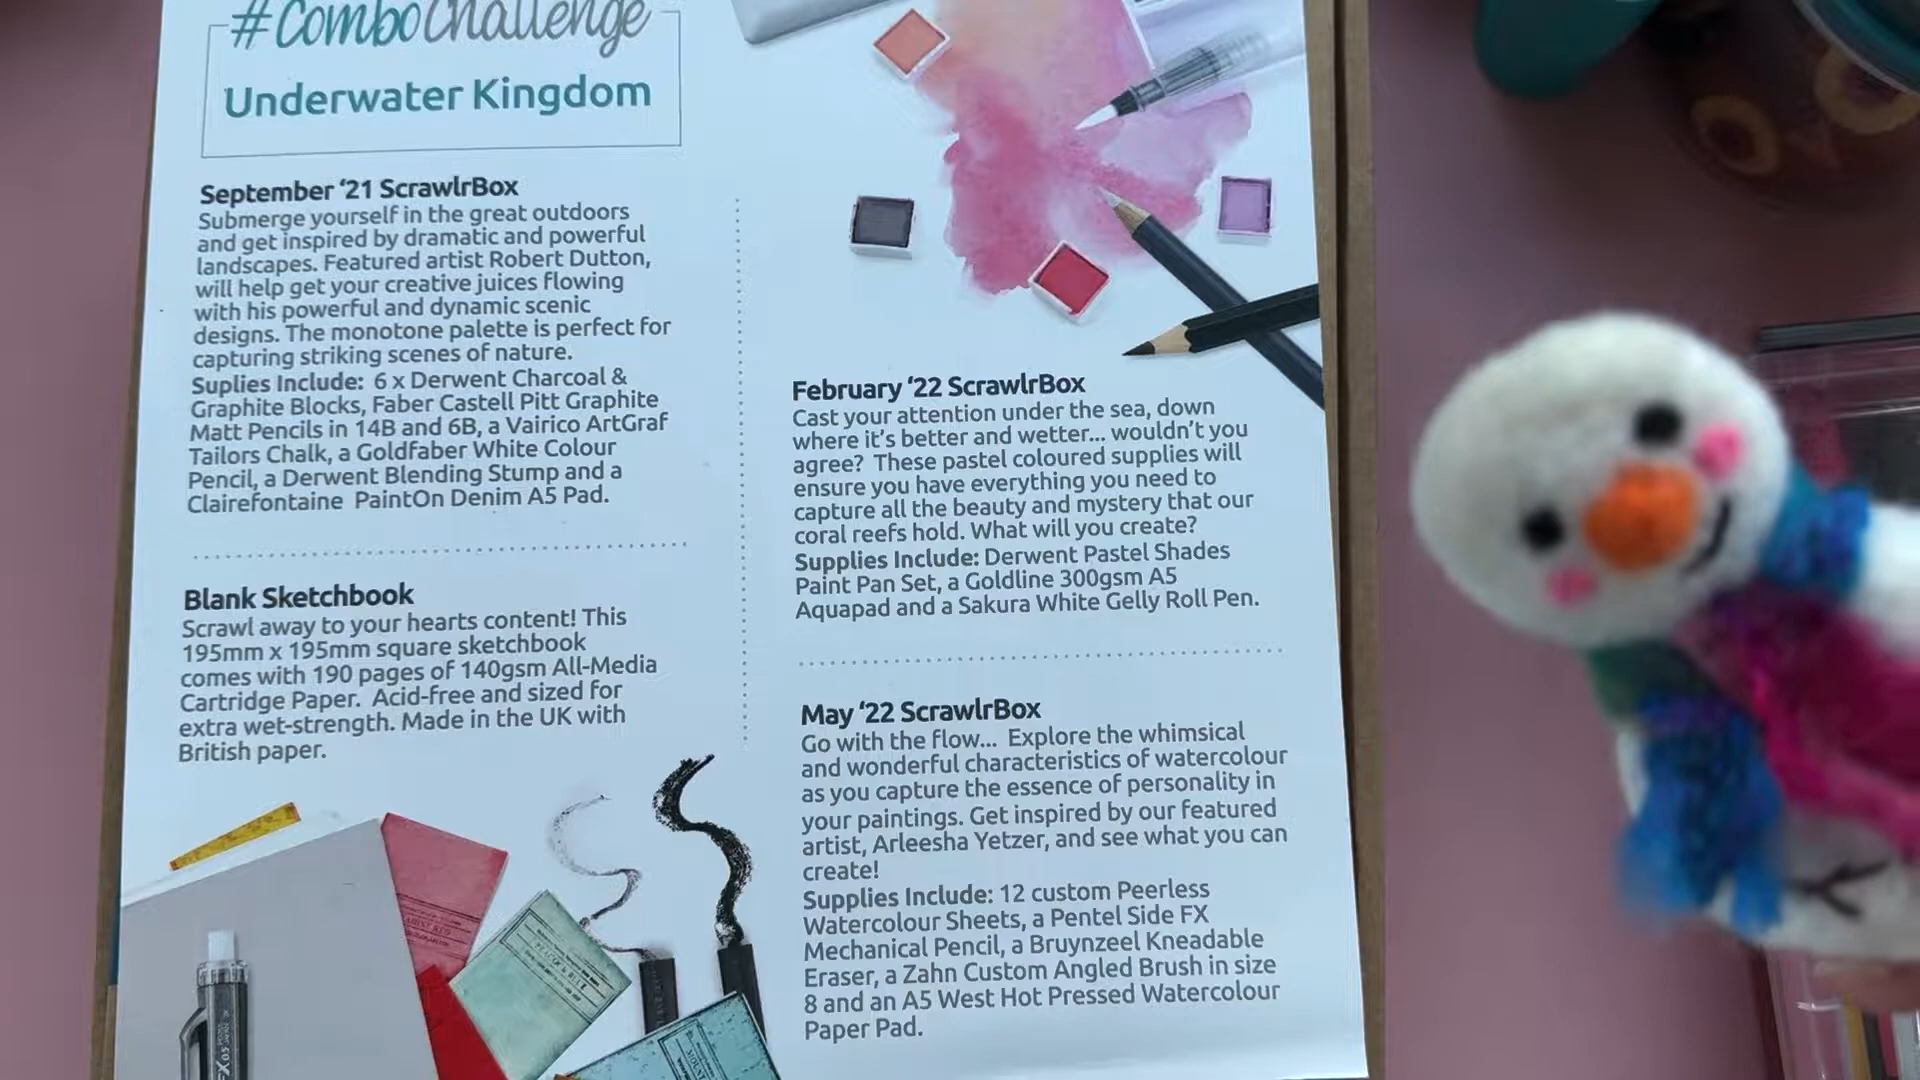 #ComboChallenge
Underwater Kingdom
September ‘21 ScrawlrBox
Submerge yourself in the great outdoors
and get inspired by dramatic and powerful
landscapes. Featured artist Robert Dutton,
will help get your creative juices flowing
with his powerful and dynamic scenic
designs. The monotone palette is perfect for
capturing striking scenes of nature.
Suplies Include: 6 x Derwent Charcoal &
Graphite Blocks, Faber Castell Pitt Graphite
Matt Pencils in 14B and 6B, a Vairico ArtGraf
Tailors Chalk, a Goldfaber White Colour
Pencil, a Derwent Blending Stump and a
Clairefontaine PaintOn Denim A5 Pad.
Blank Sketchbook
Scrawl away to your hearts content! This
195mm x 195mm square sketchbook
comes with 190 pages of 140gsm All-Media
Cartridge Paper. Acid-free and sized for
extra wet-strength. Made in the UK with
British paper.
February ‘22 ScrawlrBox
Cast your attention under the sea, down
where it’s better and wetter... wouldn’t you
agree? These pastel coloured supplies will
ensure you have everything you need to
capture all the beauty and mystery that our
coral reefs hold. What will you create?
Supplies Include: Derwent Pastel Shades
Paint Pan Set, a Goldline 300gsm A5
Aquapad and a Sakura White Gelly Roll Pen.
May ‘22 ScrawlrBox
Go with the flow... Explore the whimsical
and wonderful characteristics of watercolour
as you capture the essence of personality in
your paintings. Get inspired by our featured
artist, Arleesha Yetzer, and see what you can
create!
Supplies Include: 12 custom Peerless
Watercolour Sheets, a Pentel Side FX
Mechanical Pencil, a Bruynzeel Kneadable
Eraser, a Zahn Custom Angled Brush in size
8 and an A5 West Hot Pressed Watercolour
Paper Pad.